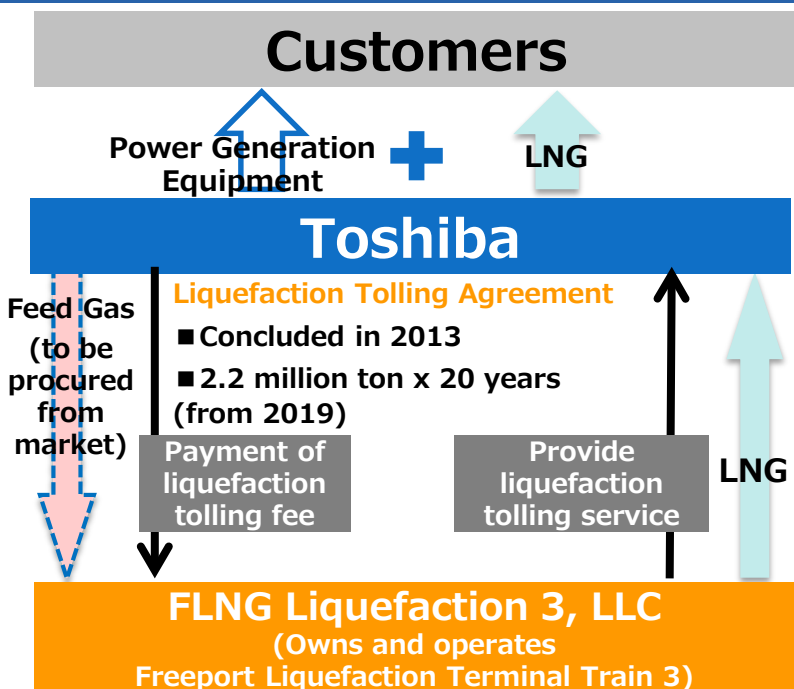 Customers
Power Generation
Equipment
LNG
Toshiba
Feed Gas
(to be
procured
from
market)
Liquefaction Tolling Agreement
■Concluded in 2013
■2.2 million ton x 20 years
(from 2019)
Payment of
liquefaction
tolling fee
Provide
liquefaction
tolling service
LNG
FLNG Liquefaction 3, LLC
(Owns and operates
Freeport Liquefaction Terminal Train 3)